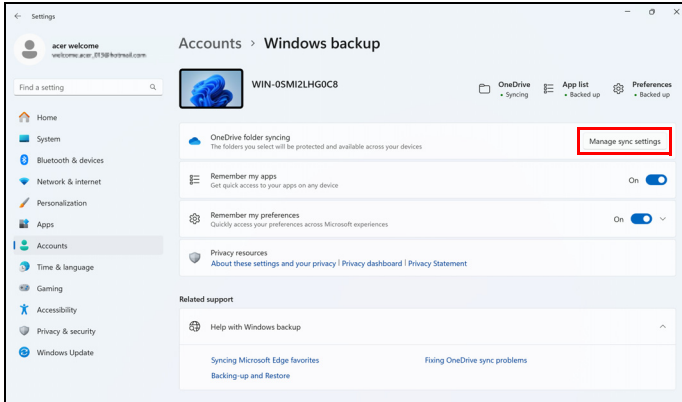 Settings
acer welcome
welcome.acer_015@hotmail.com
Find a setting
Home
System
Bluetooth & devices
Network & internet
Personalization
Apps
Accounts
Time & language
Gaming
Accessibility
Privacy & security
Windows Update
Accounts > Windows backup
WIN-0SMI2LHG0C8
OneDrive
• Syncing
App list
• Backed up
Preferences
• Backed up
OneDrive folder syncing
The folders you select will be protected and available across your devices
Manage sync settings
Remember my apps
Get quick access to your apps on any device
On
Remember my preferences
Quickly access your preferences across Microsoft experiences
On
Privacy resources
About these settings and your privacy | Privacy dashboard | Privacy Statement
Related support
Help with Windows backup
Syncing Microsoft Edge favorites
Fixing OneDrive sync problems
Backing-up and Restore